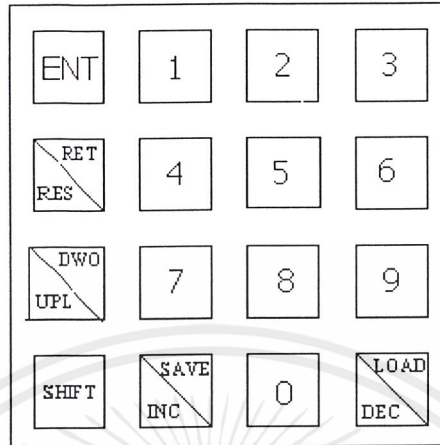 ENT 1 2 3
RET
RES 4 5 6
DWO
UPL 7 8 9
SHIFT SAVE
INC 0 LOAD
DEC